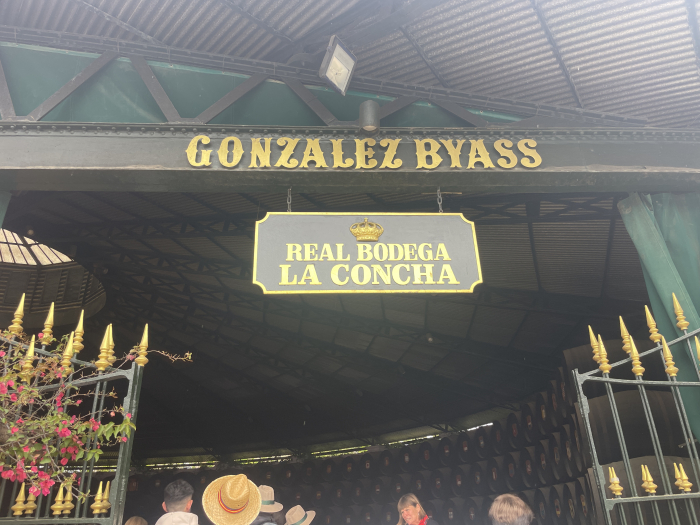 GONZALEZ BYASS
REAL BODEGA
LA CONCHA